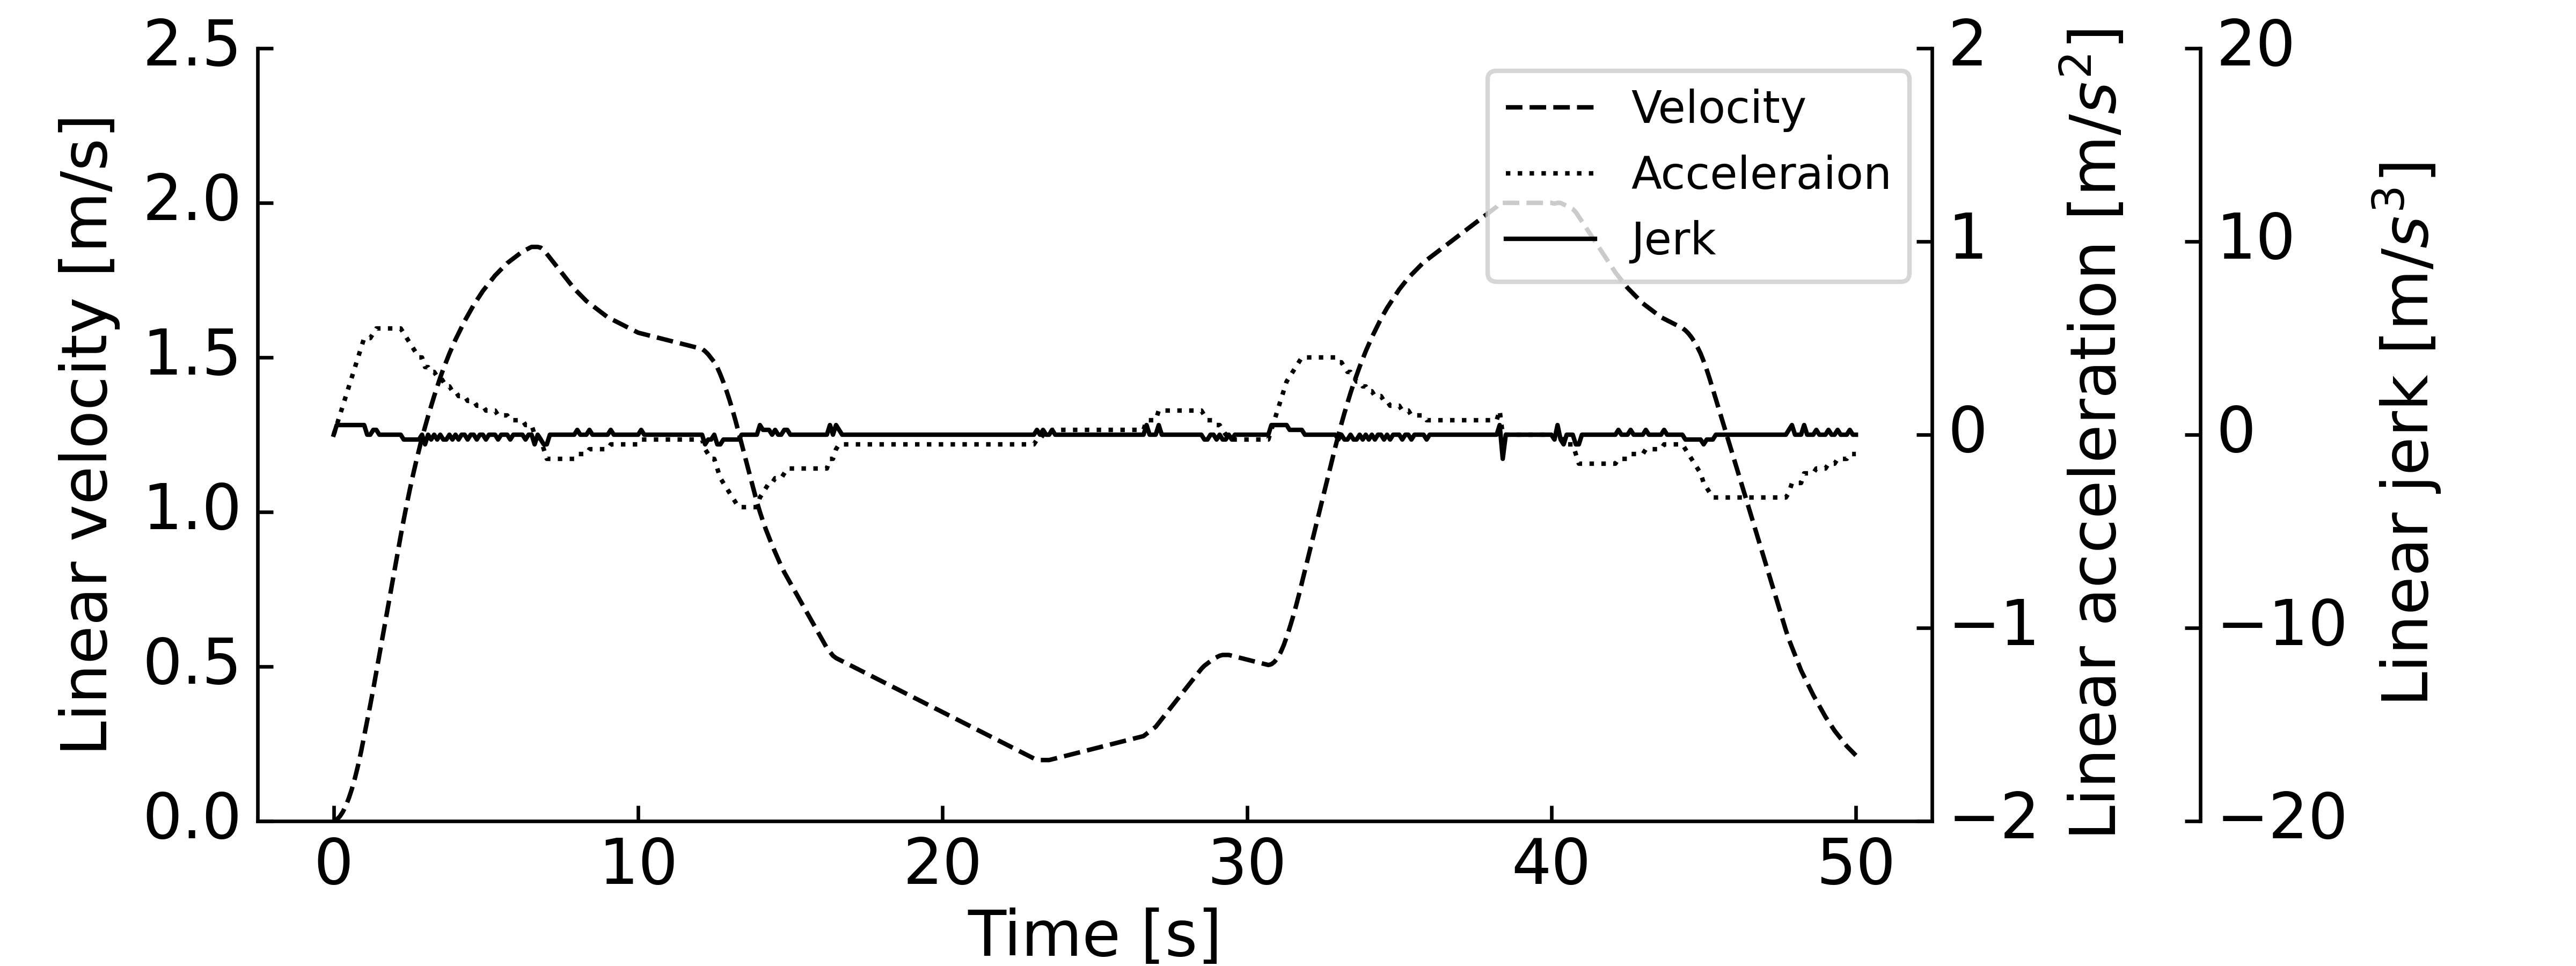 Linear velocity [m/s]
2.5
2.0
1.5
1.0
0.5
0.0
0 10 20 30 40 50
Time [s]
Velocity
Acceleraion
Jerk
2
1
0
−1
−2
Linear acceleration [m/s²]
20
10
0
−10
−20
Linear jerk [m/s³]